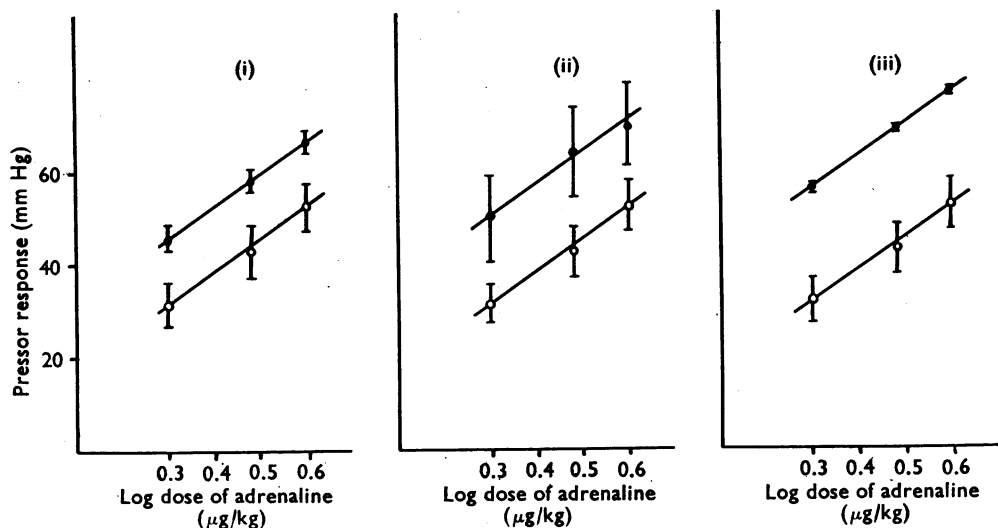 (i)
(ii)
(iii)
Pressor response (mm Hg)
60
40
20
0.3 0.4 0.5 0.6
0.3 0.4 0.5 0.6
0.3 0.4 0.5 0.6
Log dose of adrenaline
(µg/kg)
Log dose of adrenaline
(µg/kg)
Log dose of adrenaline
(µg/kg)